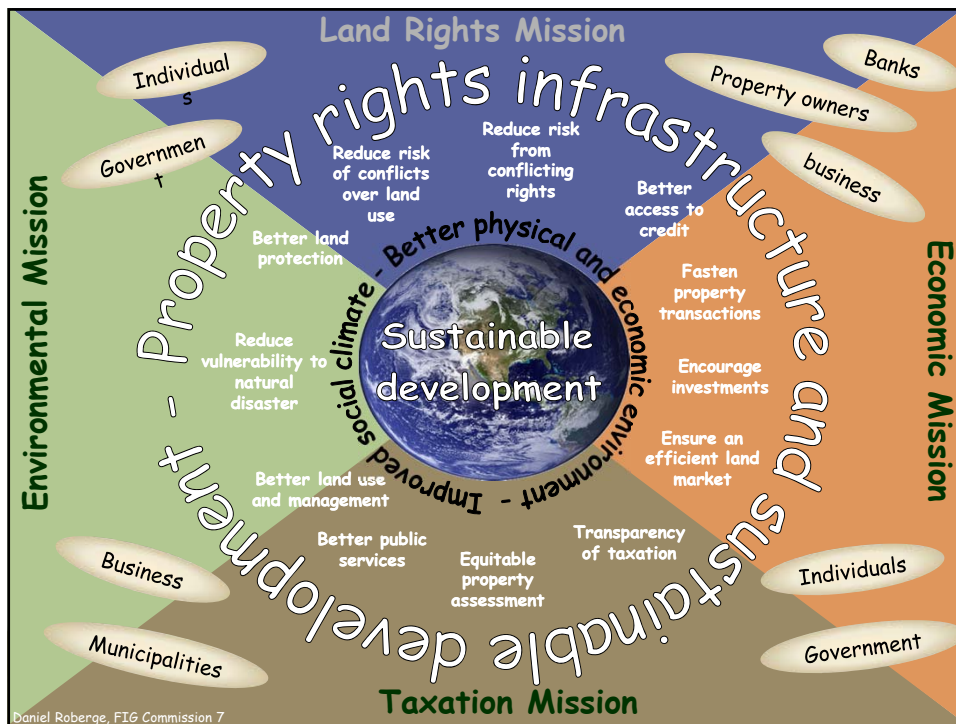 Land Rights Mission
Individual
s
Governmen
t
Property owners
Banks
business
Property rights infrastructure and sustainable development -
Reduce risk
of conflicts
over land
use
Reduce risk
from
conflicting
rights
Better
access to
credit
Better land
protection
Fasten
property
transactions
Reduce
vulnerability to
natural
disaster
Encourage
investments
Ensure an
efficient land
market
Better land use
and management
Better public
services
Equitable
property
assessment
Transparency
of taxation
Improved social climate - Better physical and economic environment -
Sustainable
development
Environmental Mission
Economic Mission
Business
Municipalities
Individuals
Government
Taxation Mission
Daniel Roberge, FIG Commission 7